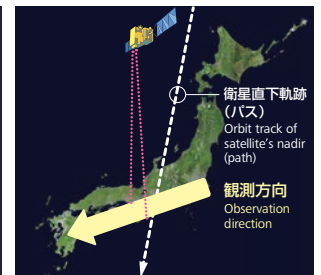 衛星直下軌跡
(パス)
Orbit track of
satellite's nadir
(path)
観測方向
Observation
direction